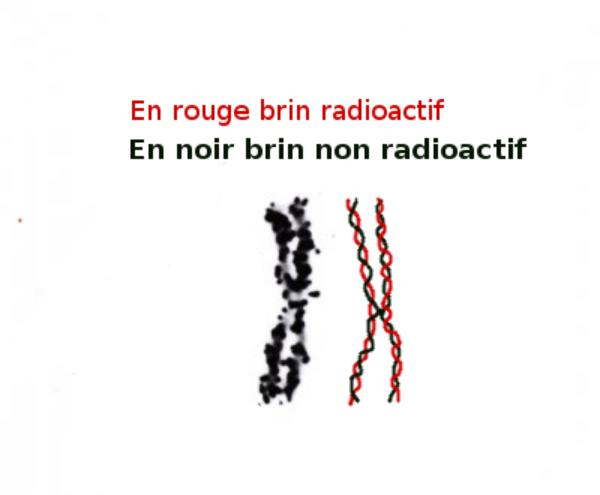 En rouge brin radioactif
En noir brin non radioactif